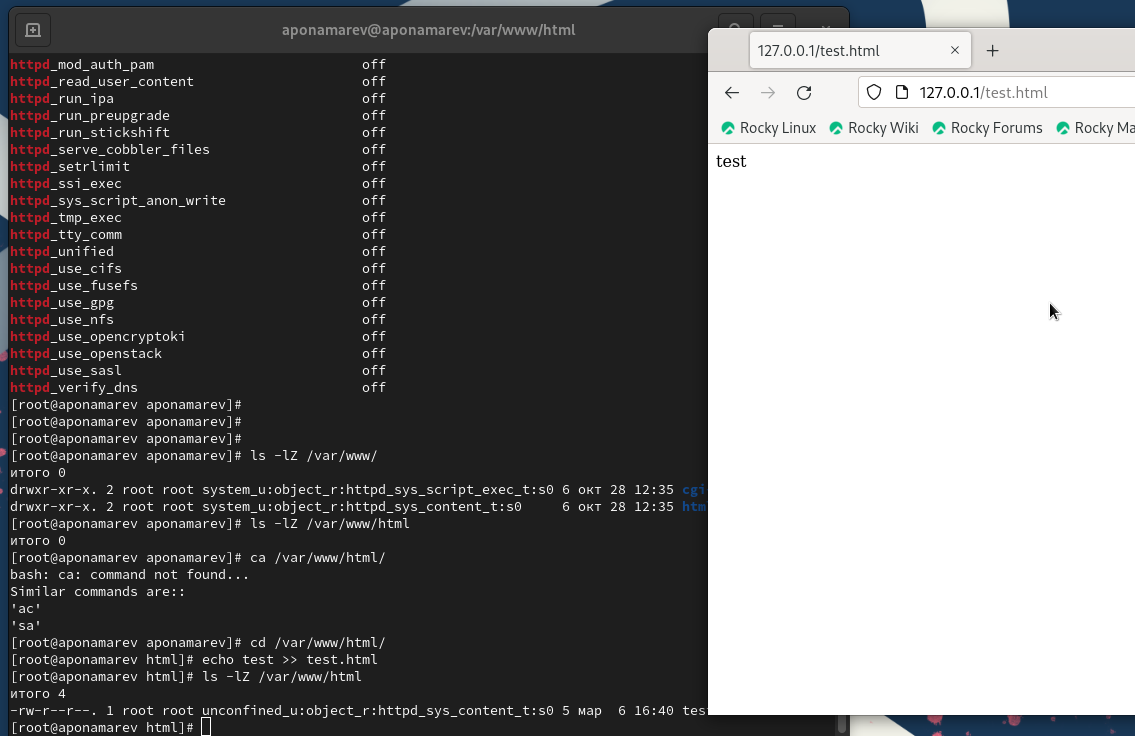 aponamarev@aponamarev:/var/www/html
httpd_mod_auth_pam off
httpd_read_user_content off
httpd_run_ipa off
httpd_run_preupgrade off
httpd_run_stickshift off
httpd_serve_cobbler_files off
httpd_setrlimit off
httpd_ssi_exec off
httpd_sys_script_anon_write off
httpd_tmp_exec off
httpd_tty_comm off
httpd_unified off
httpd_use_cifs off
httpd_use_fusefs off
httpd_use_gpg off
httpd_use_nfs off
httpd_use_opencryptoki off
httpd_use_openstack off
httpd_use_sasl off
httpd_verify_dns off
[root@aponamarev aponamarev]#
[root@aponamarev aponamarev]#
[root@aponamarev aponamarev]#
[root@aponamarev aponamarev]# ls -lZ /var/www/
итого 0
drwxr-xr-x. 2 root root system_u:object_r:httpd_sys_script_exec_t:s0 6 окт 28 12:35 cgi
drwxr-xr-x. 2 root root system_u:object_r:httpd_sys_content_t:s0 6 окт 28 12:35 htm
[root@aponamarev aponamarev]# ls -lZ /var/www/html
итого 0
[root@aponamarev aponamarev]# ca /var/www/html/
bash: ca: command not found...
Similar commands are::
'ac'
'sa'
[root@aponamarev aponamarev]# cd /var/www/html/
[root@aponamarev html]# echo test >> test.html
[root@aponamarev html]# ls -lZ /var/www/html
итого 4
-rw-r--r--. 1 root root unconfined_u:object_r:httpd_sys_content_t:s0 5 мар 6 16:40 tes
[root@aponamarev html]#
127.0.0.1/test.html
127.0.0.1/test.html
Rocky Linux Rocky Wiki Rocky Forums Rocky Ma
test